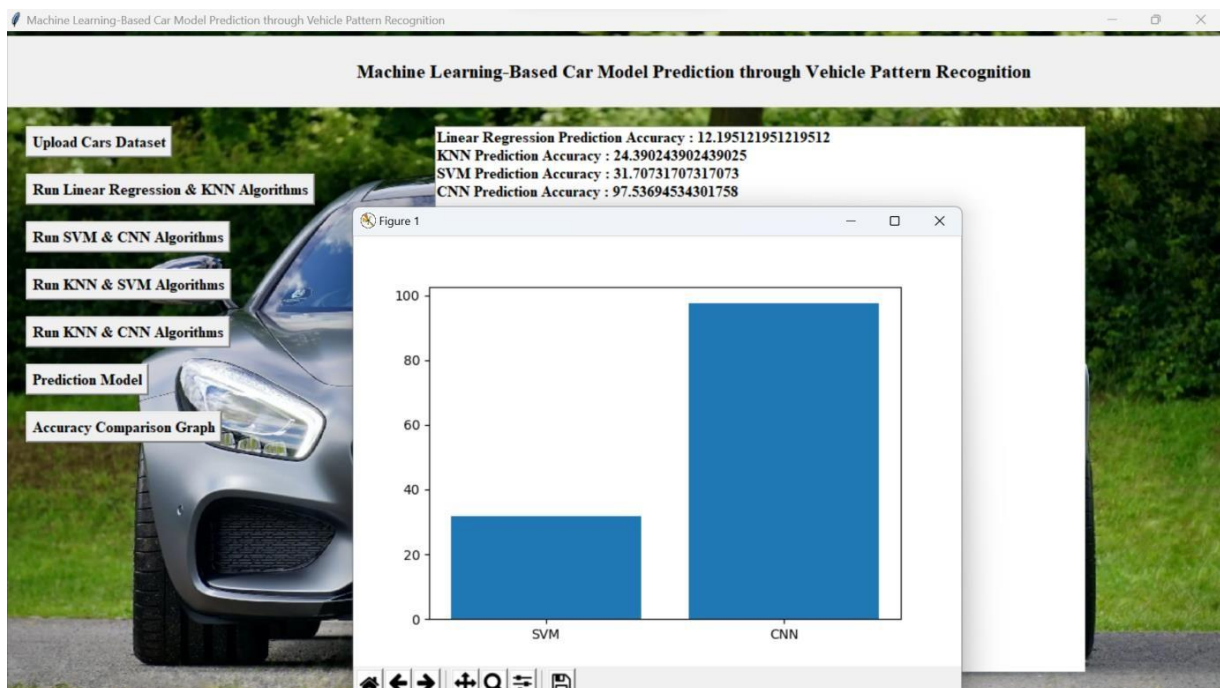 Machine Learning-Based Car Model Prediction through Vehicle Pattern Recognition
Machine Learning-Based Car Model Prediction through Vehicle Pattern Recognition
Upload Cars Dataset
Run Linear Regression & KNN Algorithms
Run SVM & CNN Algorithms
Run KNN & SVM Algorithms
Run KNN & CNN Algorithms
Prediction Model
Accuracy Comparison Graph
Linear Regression Prediction Accuracy : 12.195121951219512
KNN Prediction Accuracy : 24.390243902439025
SVM Prediction Accuracy : 31.70731707317073
CNN Prediction Accuracy : 97.53694534301758
Figure 1
100
80
60
40
20
0
SVM CNN